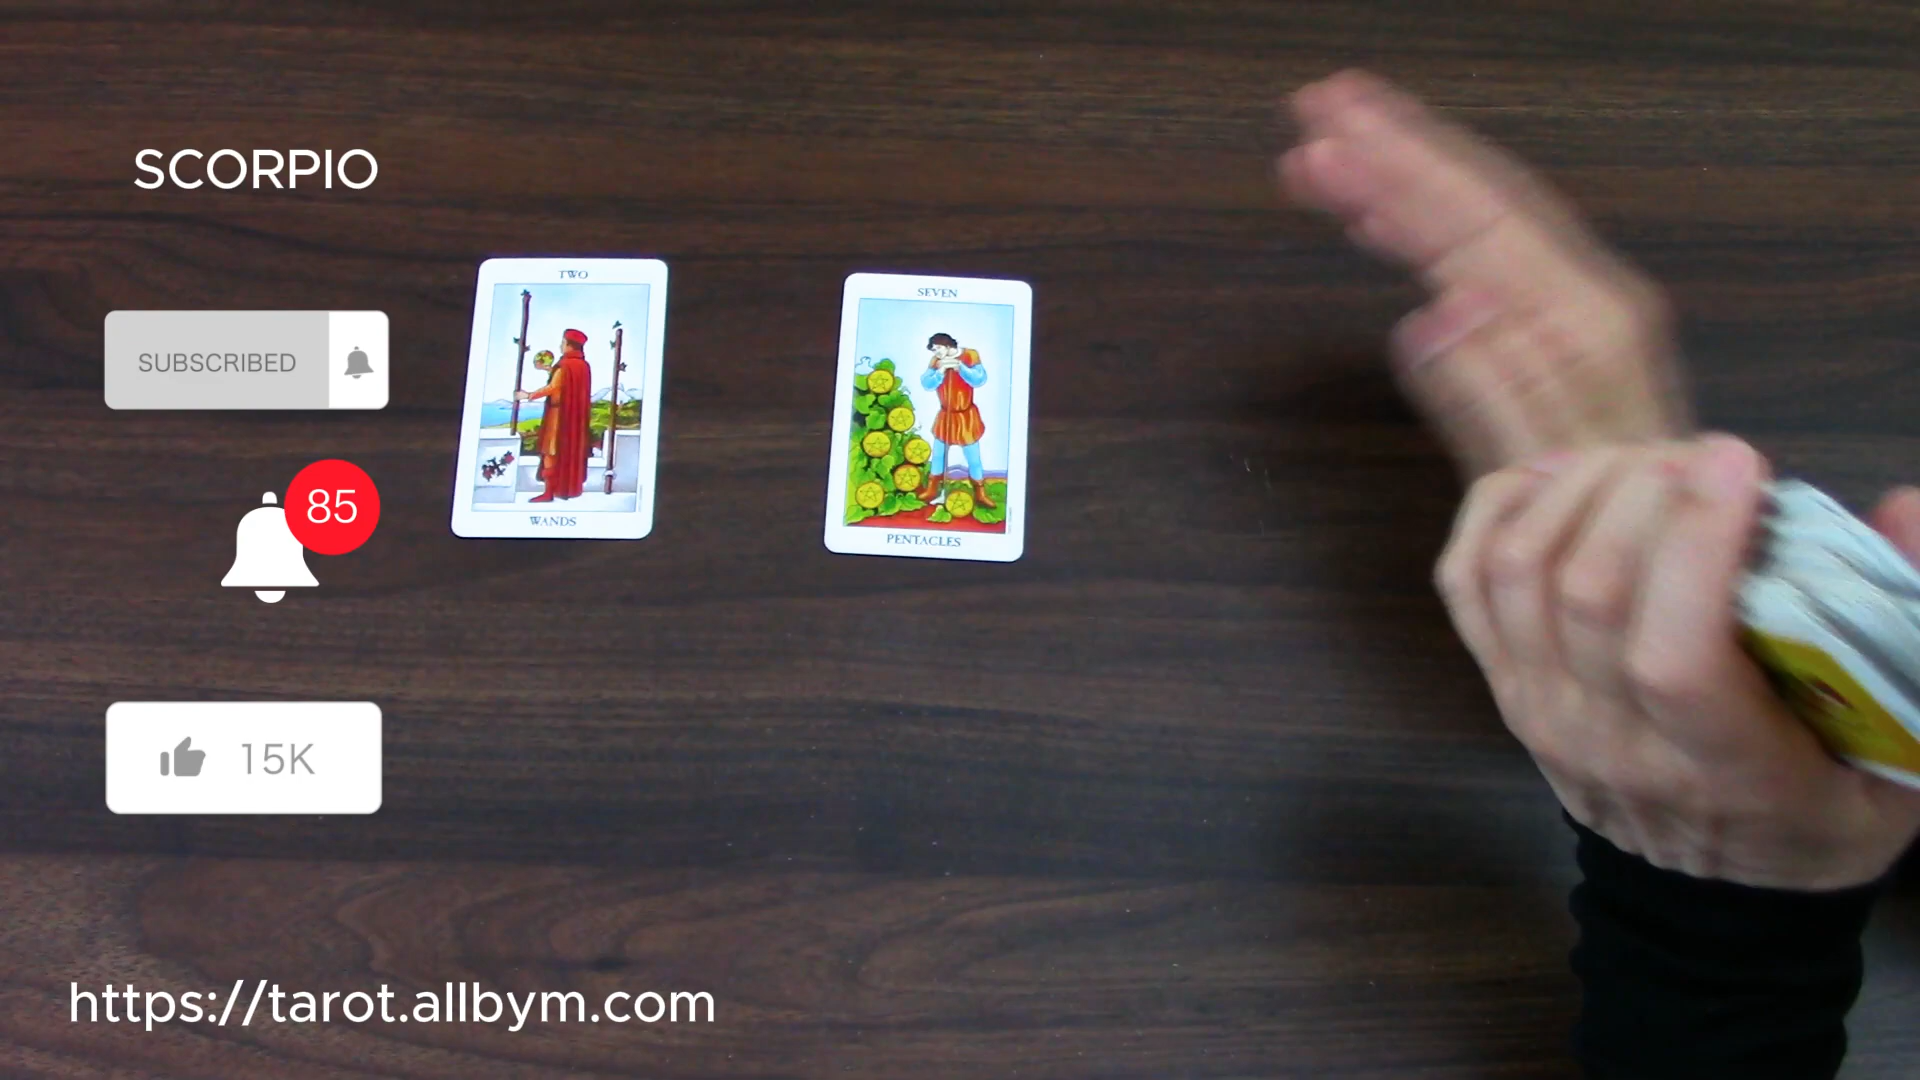 SCORPIO
SUBSCRIBED
85
15K
https://tarot.allbym.com
TWO
WANDS
SEVEN
PENTACLES